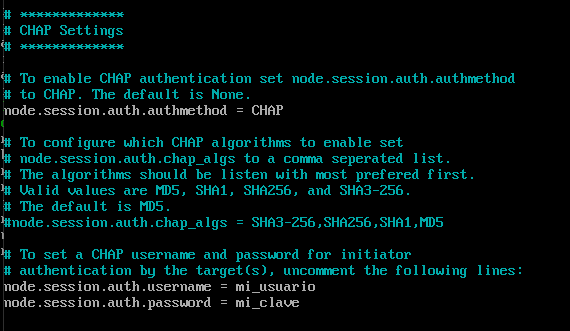 # *************
# CHAP Settings
# *************
# To enable CHAP authentication set node.session.auth.authmethod
# to CHAP. The default is None.
node.session.auth.authmethod = CHAP
# To configure which CHAP algorithms to enable set
# node.session.auth.chap_algs to a comma seperated list.
# The algorithms should be listen with most prefered first.
# Valid values are MD5, SHA1, SHA256, and SHA3-256.
# The default is MD5.
#node.session.auth.chap_algs = SHA3-256,SHA256,SHA1,MD5
# To set a CHAP username and password for initiator
# authentication by the target(s), uncomment the following lines:
node.session.auth.username = mi_usuario
node.session.auth.password = mi_clave